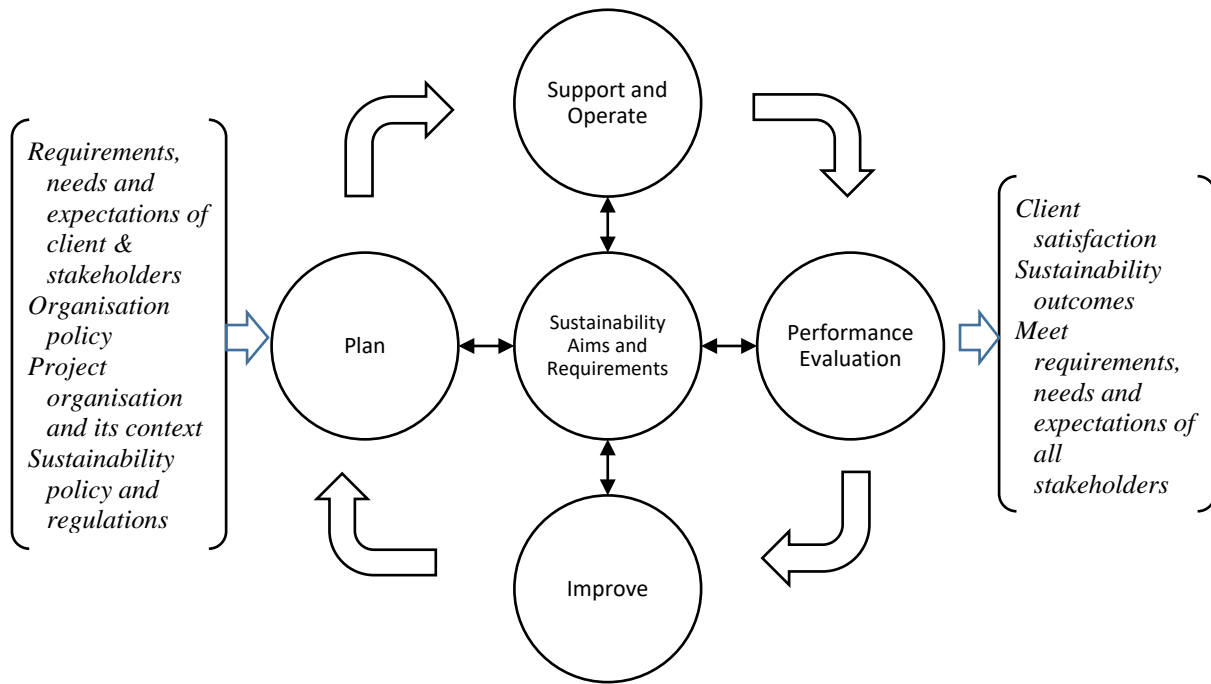 Requirements,
needs and
expectations of
client &
stakeholders
Organisation
policy
Project
organisation
and its context
Sustainability
policy and
regulations
Support and
Operate
Plan
Sustainability
Aims and
Requirements
Performance
Evaluation
Improve
Client
satisfaction
Sustainability
outcomes
Meet
requirements,
needs and
expectations of
all
stakeholders